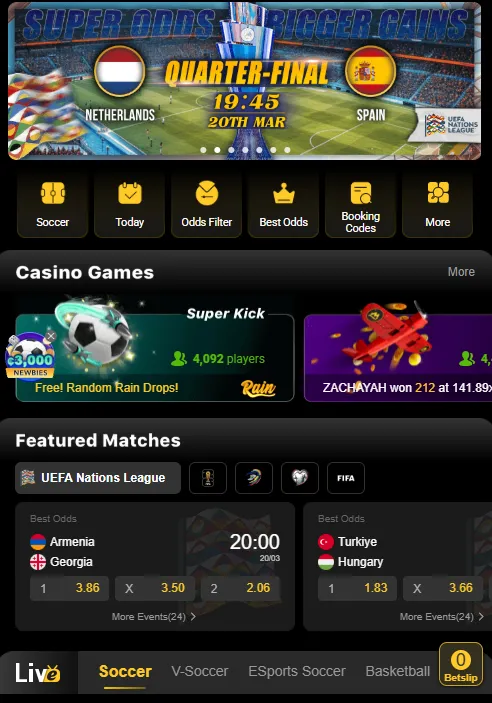 SUPER ODDS BIGGER GAINS
QUARTER-FINAL
19:45
20TH MAR
NETHERLANDS
SPAIN
UEFA
NATIONS
LEAGUE
Soccer
Today
Odds Filter
Best Odds
Booking
Codes
More
Casino Games
More
Super Kick
4,092 players
₵3,000
NEWBIES
Free! Random Rain Drops!
Rain
4,
ZACHAYAH won 212 at 141.89x
Featured Matches
UEFA Nations League
FIFA
Best Odds
Armenia
Georgia
20:00
20/03
1 3.86
X 3.50
2 2.06
More Events(24) >
Best Odds
Turkiye
Hungary
1 1.83
X 3.66
More Events(24) >
Live
Soccer
V-Soccer
ESports Soccer
Basketball
0
Betslip